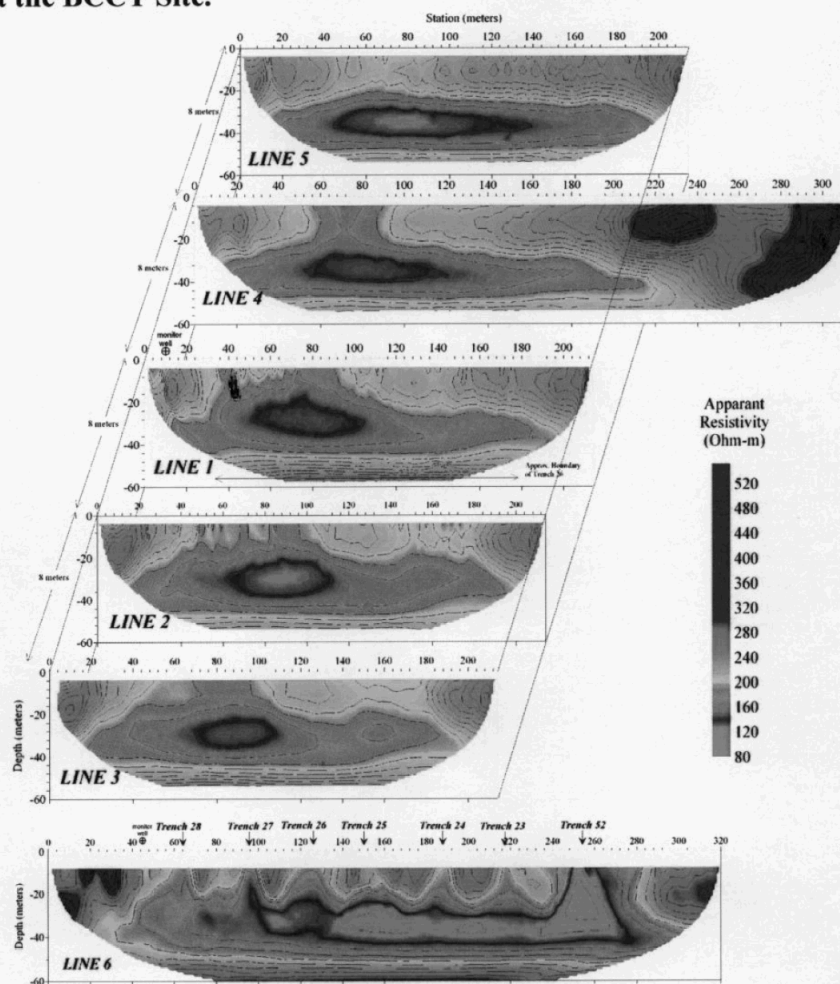 t the BCCT Site.
Station (meters)
0 20 40 60 80 100 120 140 160 180 200
0
-20
-40
-60
8 meters
LINE 5
0 20 40 60 80 100 120 140 160 180 200 220 240 260 280 300
0
-20
-40
-60
8 meters
LINE 4
monitor
well
0 20 40 60 80 100 120 140 160 180 200
0
-20
-40
-60
8 meters
LINE 1
Approx. Boundary
of Trench 26
0 20 40 60 80 100 120 140 160 180 200
0
-20
-40
-60
8 meters
LINE 2
0 20 40 60 80 100 120 140 160 180 200
0
-20
-40
-60
Depth (meters)
LINE 3
Apparant
Resistivity
(Ohm-m)
520
480
440
400
360
320
280
240
200
160
120
80
monitor
well
Trench 28 Trench 27 Trench 26 Trench 25 Trench 24 Trench 23 Trench 52
0 20 40 60 80 100 120 140 160 180 200 220 240 260 280 300 320
0
-20
-40
-60
Depth (meters)
LINE 6